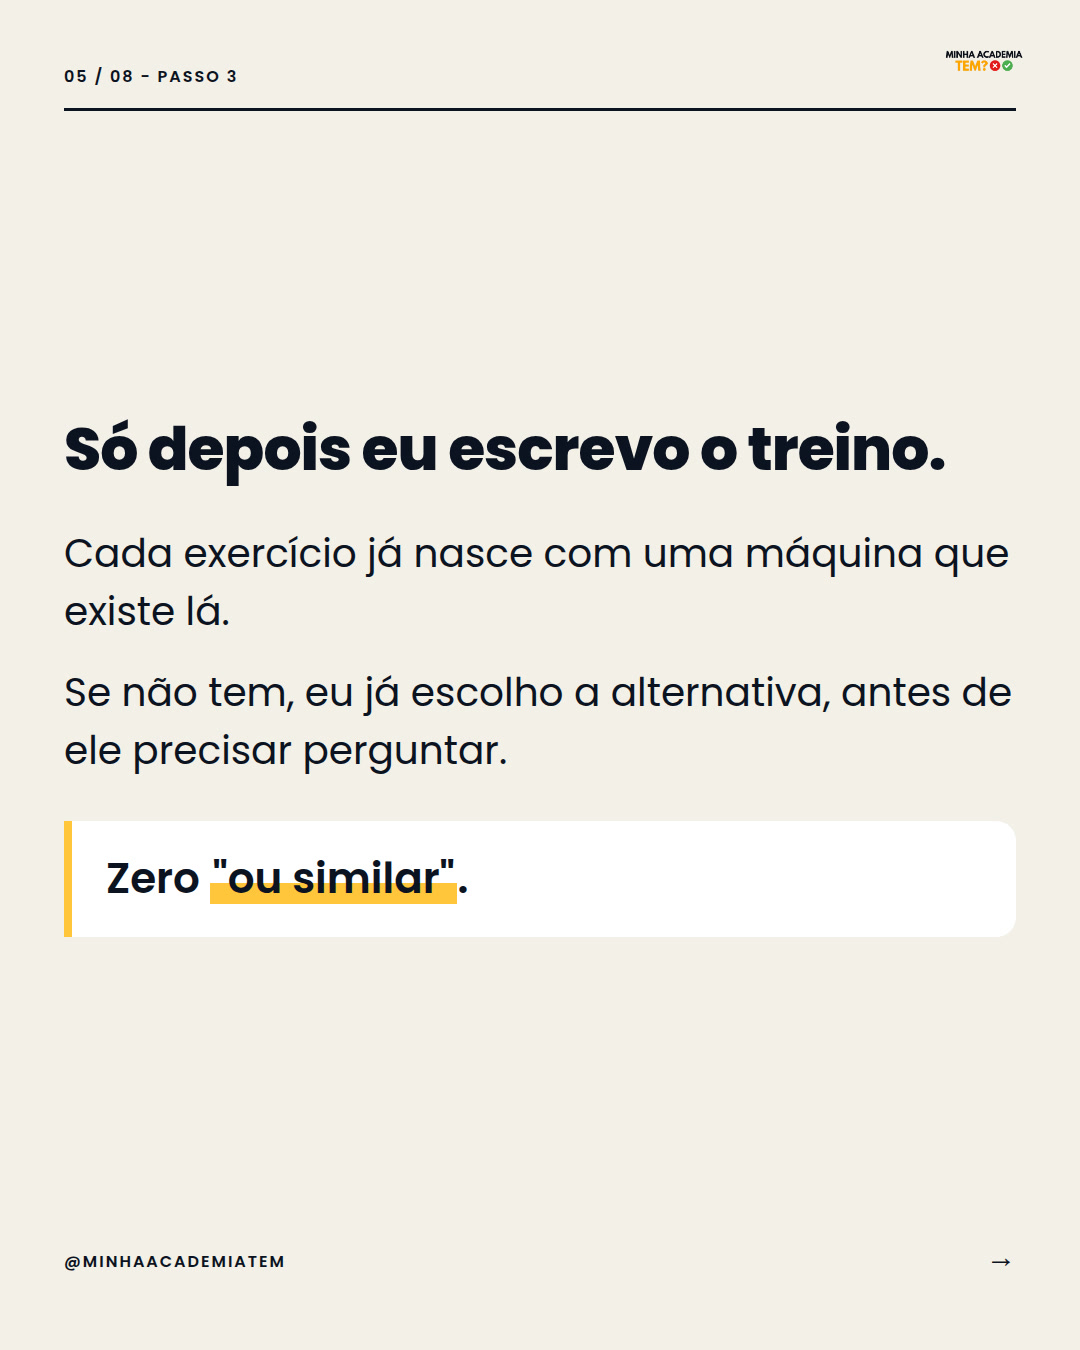 05 / 08 - PASSO 3
MINHA ACADEMIA
TEM?
Só depois eu escrevo o treino.
Cada exercício já nasce com uma máquina que
existe lá.
Se não tem, eu já escolho a alternativa, antes de
ele precisar perguntar.
Zero "ou similar".
@MINHAACADEMIATEM →